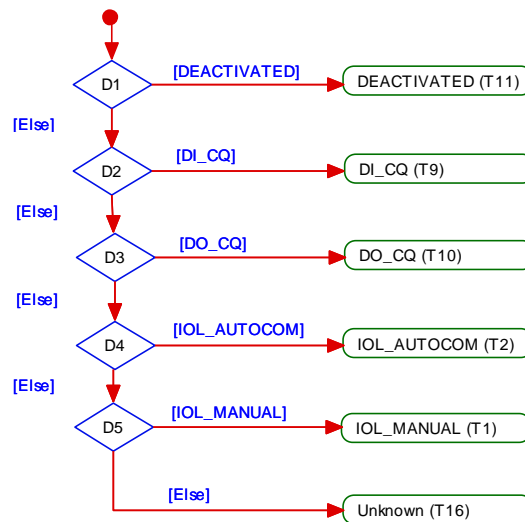 D1
[DEACTIVATED]
DEACTIVATED (T11)
[Else]
D2
[DI_CQ]
DI_CQ (T9)
[Else]
D3
[DO_CQ]
DO_CQ (T10)
[Else]
D4
[IOL_AUTOCOM]
IOL_AUTOCOM (T2)
[Else]
D5
[IOL_MANUAL]
IOL_MANUAL (T1)
[Else]
Unknown (T16)